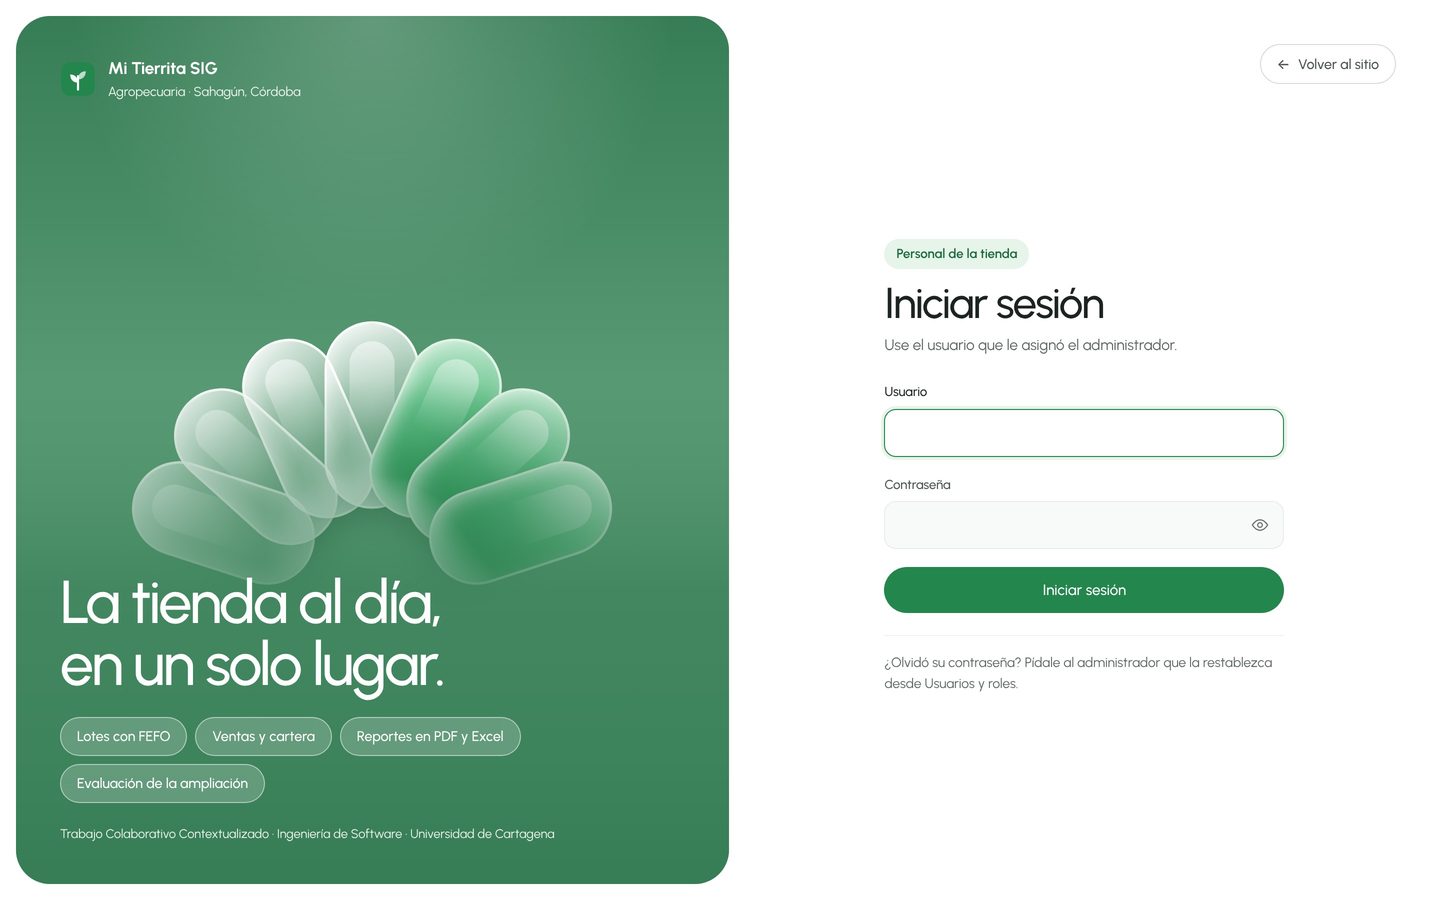 Mi Tierrita SIG
Agropecuaria · Sahagún, Córdoba
La tienda al día,
en un solo lugar.
Lotes con FEFO
Ventas y cartera
Reportes en PDF y Excel
Evaluación de la ampliación
Trabajo Colaborativo Contextualizado · Ingeniería de Software · Universidad de Cartagena
← Volver al sitio
Personal de la tienda
Iniciar sesión
Use el usuario que le asignó el administrador.
Usuario
Contraseña
Iniciar sesión
¿Olvidó su contraseña? Pídale al administrador que la restablezca
desde Usuarios y roles.